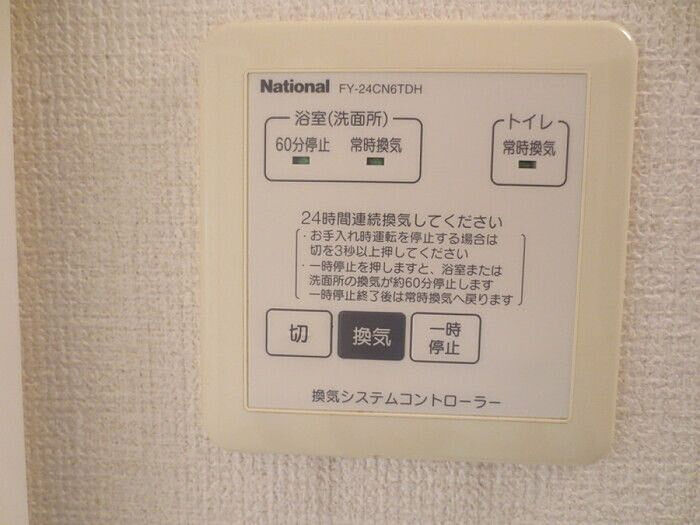 National FY-24CN6TDH
浴室(洗面所)
60分停止 常時換気
トイレ
常時換気
24時間連続換気してください
・お手入れ時運転を停止する場合は
切を3秒以上押してください
・一時停止を押しますと、浴室または
洗面所の換気が約60分停止します
一時停止終了後は常時換気へ戻ります
切
換気
一時
停止
換気システムコントローラー